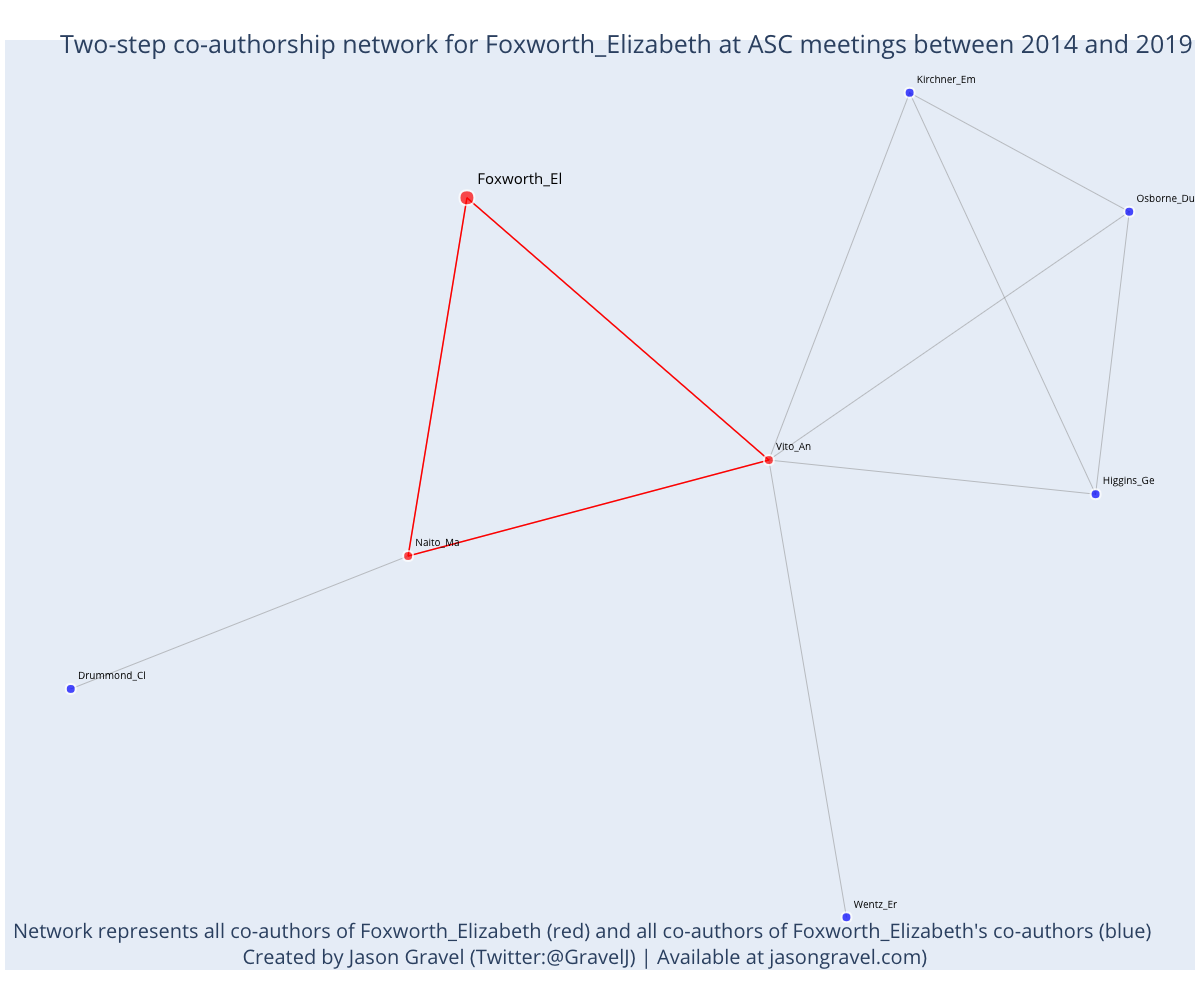 Two-step co-authorship network for Foxworth_Elizabeth at ASC meetings between 2014 and 2019
Kirchner_Em
Foxworth_El
Osborne_Du
Vito_An
Higgins_Ge
Naito_Ma
Drummond_Cl
Wentz_Er
Network represents all co-authors of Foxworth_Elizabeth (red) and all co-authors of Foxworth_Elizabeth's co-authors (blue)
Created by Jason Gravel (Twitter:@GravelJ) | Available at jasongravel.com)